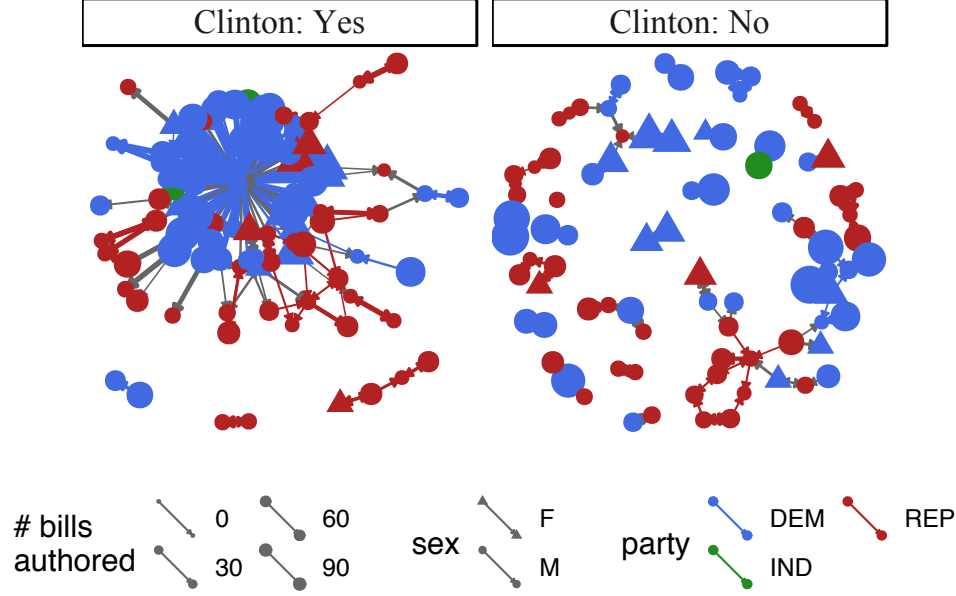 Clinton: Yes
Clinton: No
# bills authored
0
30
60
90
sex
F
M
party
DEM
IND
REP